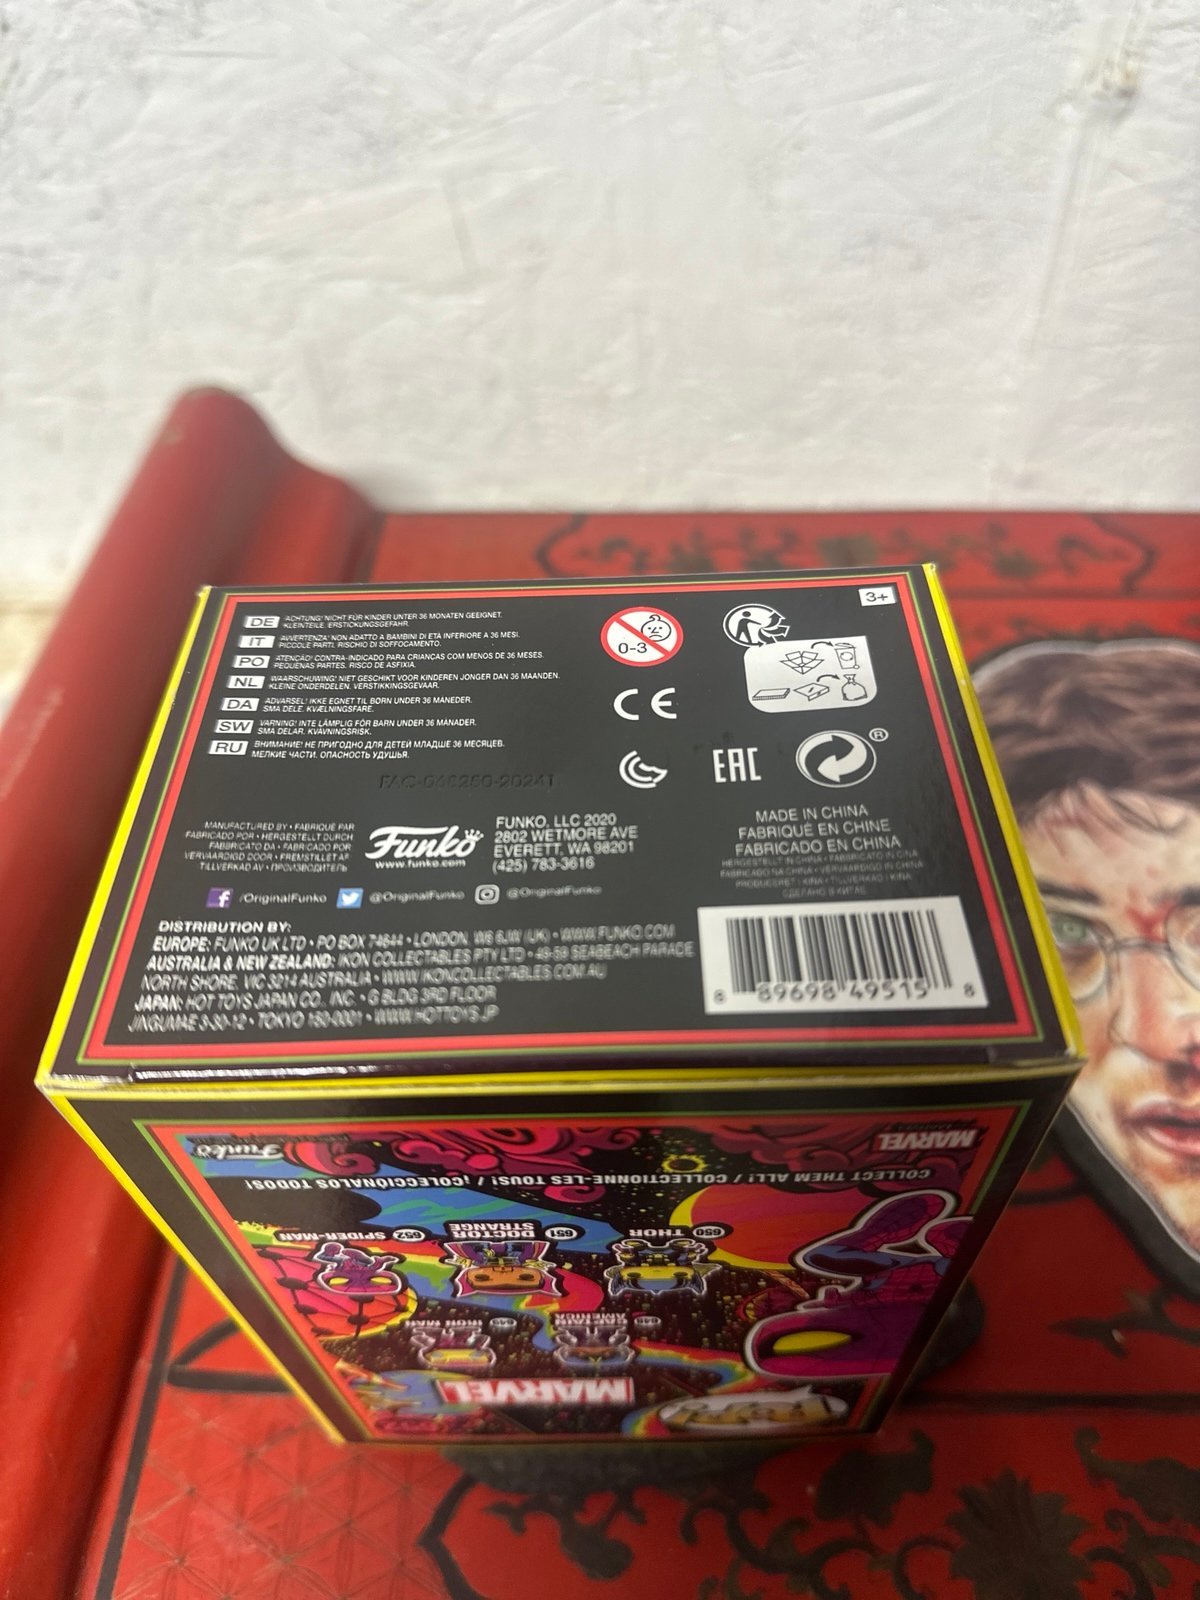 3+
DE ACHTUNG! NICHT FÜR KINDER UNTER 36 MONATEN GEEIGNET.
KLEINTEILE. ERSTICKUNGSGEFAHR.
IT AVVERTENZA! NON ADATTO A BAMBINI DI ETA INFERIORE A 36 MESI.
PICCOLE PARTI. RISCHIO DI SOFFOCAMENTO.
PO ATENCAO! CONTRA-INDICADO PARA CRIANÇAS COM MENOS DE 36 MESES.
PEQUENAS PARTES. RISCO DE ASFIXIA.
NL WAARSCHUWING! NIET GESCHIKT VOOR KINDEREN JONGER DAN 36 MAANDEN.
KLEINE ONDERDELEN. VERSTIKKINGSGEVAAR.
DA ADVARSEL! IKKE EGNET TIL BØRN UNDER 36 MÅNEDER.
SMA DELE. KVÆLNINGSFARE.
SW VARNING! INTE LÄMPLIG FÖR BARN UNDER 36 MÅNADER.
SMA DELAR. KVÄVNINGSRISK.
RU ВНИМАНИЕ! НЕ ПРИГОДНО ДЛЯ ДЕТЕЙ МЛАДШЕ 36 МЕСЯЦЕВ.
МЕЛКИЕ ЧАСТИ. ОПАСНОСТЬ УДУШЬЯ.
0-3
CE
EAC
®
MANUFACTURED BY • FABRIQUÉ PAR
FABRICADO POR • HERGESTELLT DURCH
FABBRICATO DA • FABRICADO POR
VERVAARDIGD DOOR • FREMSTILLET AF
TILLVERKAD AV • ПРОИЗВОДИТЕЛЬ
Funko
www.funko.com
FUNKO, LLC 2020
2802 WETMORE AVE
EVERETT, WA 98201
(425) 783-3616
MADE IN CHINA
FABRIQUÉ EN CHINE
FABRICADO EN CHINA
HERGESTELLT IN CHINA • FABBRICATO IN CINA
FABRICADO NA CHINA • VERVAARDIGD IN CHINA
PRODUCERET I KINA • TILLVERKAD I KINA
СДЕЛАНО В КИТАЕ
/OriginalFunko @OriginalFunko @OriginalFunko
DISTRIBUTION BY:
EUROPE: FUNKO UK LTD • PO BOX 74644 • LONDON, W6 6JW (UK) • WWW.FUNKO.COM
AUSTRALIA & NEW ZEALAND: IKON COLLECTABLES PTY LTD • 49-59 SEABEACH PARADE
NORTH SHORE, VIC 3214 AUSTRALIA • WWW.IKONCOLLECTABLES.COM.AU
JAPAN: HOT TOYS JAPAN CO., INC. • G BLDG 3RD FLOOR
JINGUMAE 3-30-12 • TOKYO 150-0001 • WWW.HOTTOYS.JP
8 89698 49515 8
MARVEL
650 THOR
651 DOCTOR STRANGE
652 SPIDER-MAN
COLLECT THEM ALL! / COLLECTIONNE-LES TOUS! / ¡COLECCIÓNALOS TODOS!
MARVEL
Funko